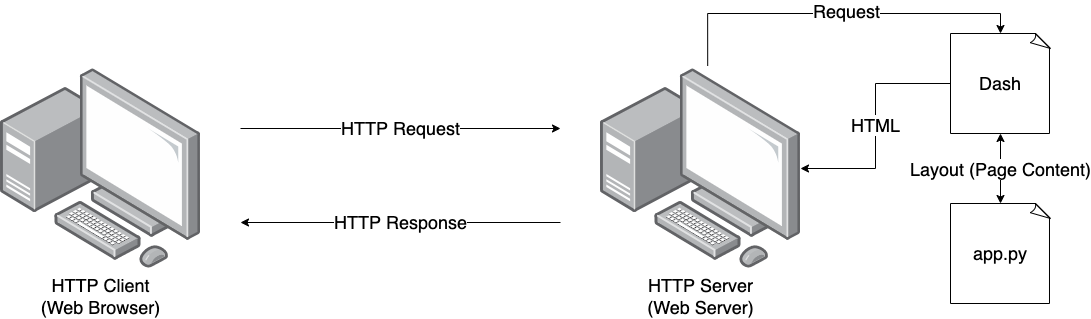 Request
Dash
HTTP Request
HTML
Layout (Page Content)
HTTP Response
app.py
HTTP Client
(Web Browser)
HTTP Server
(Web Server)